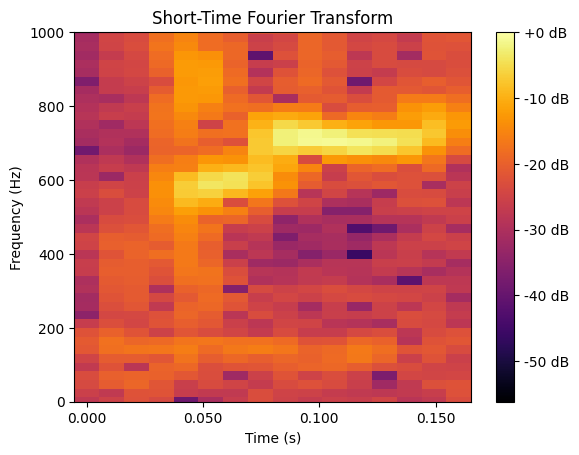 Short-Time Fourier Transform
1000
800
600
400
200
0
Frequency (Hz)
0.000
0.050
0.100
0.150
Time (s)
+0 dB
-10 dB
-20 dB
-30 dB
-40 dB
-50 dB